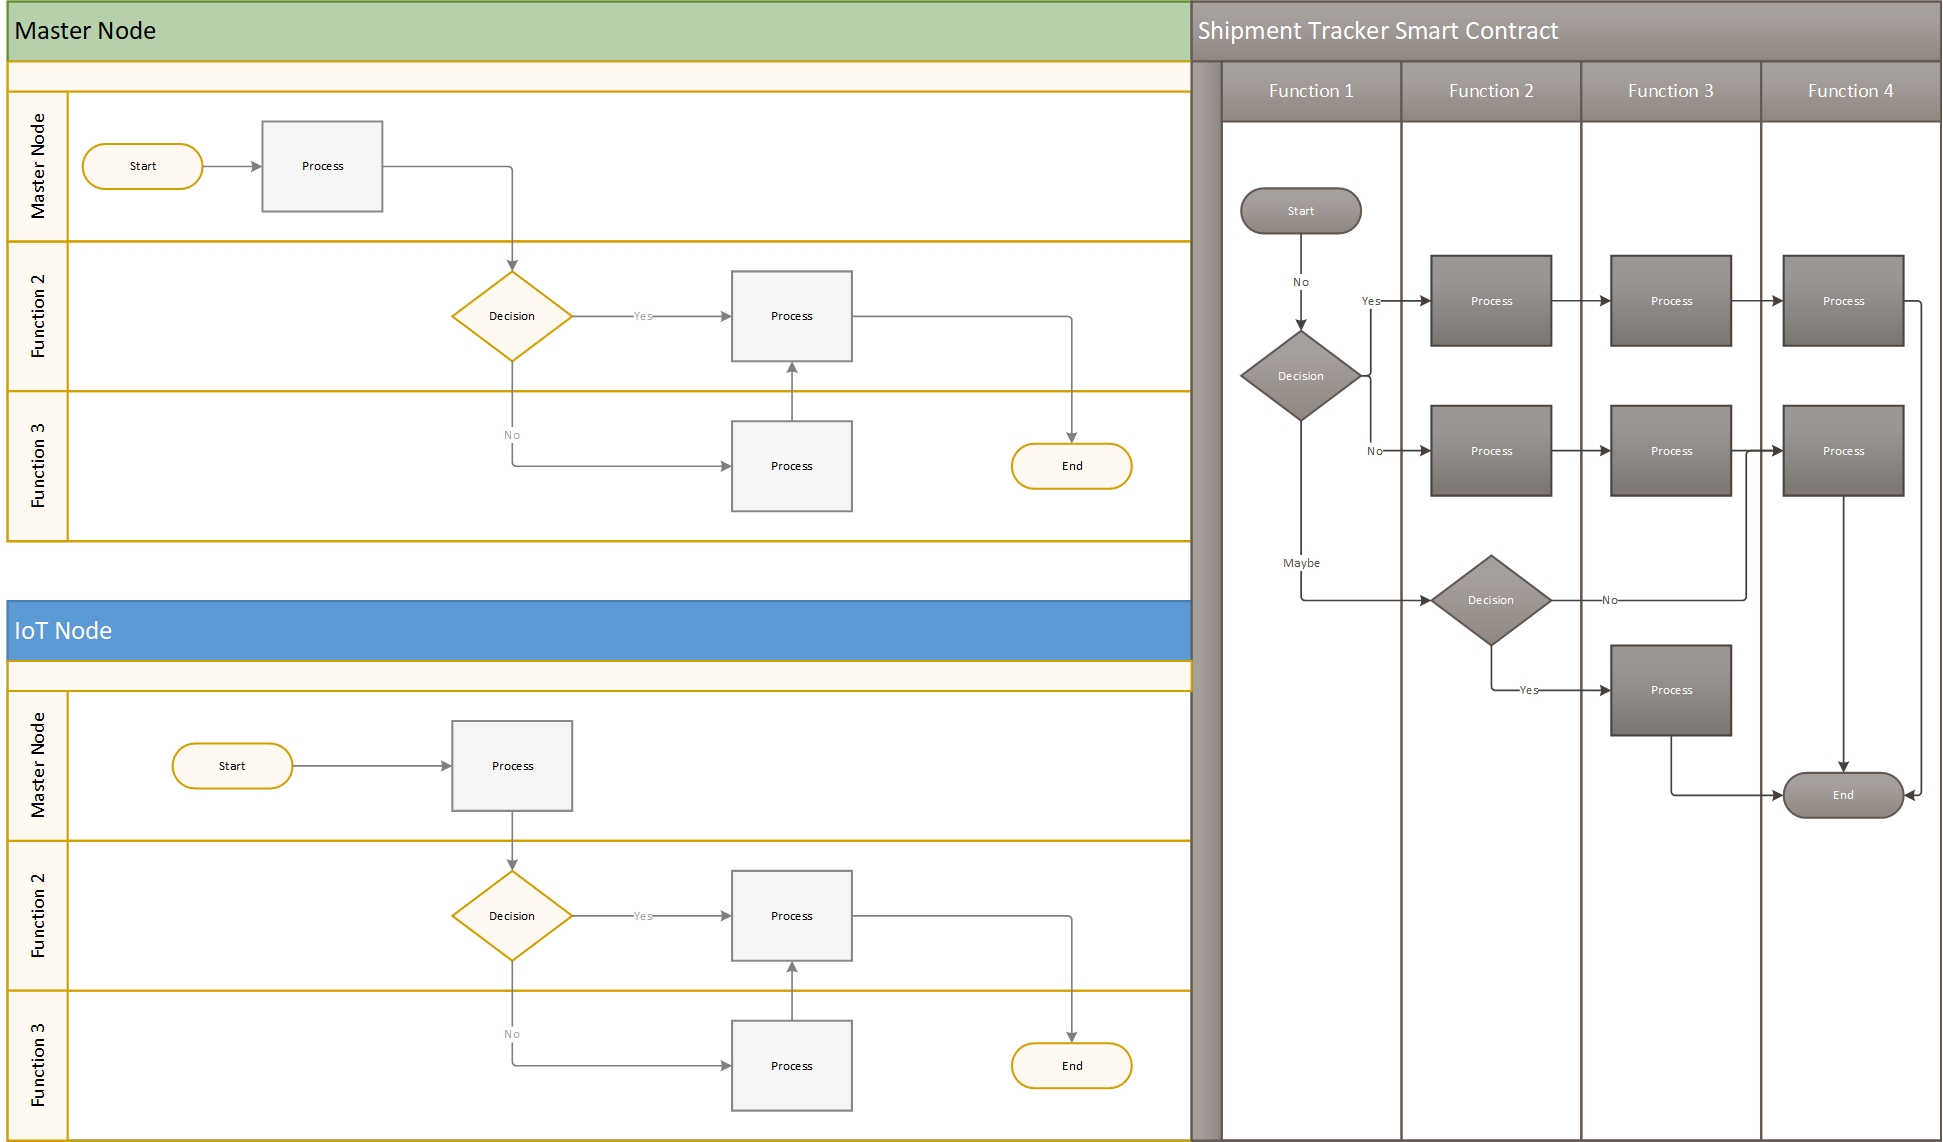 Master Node
Master Node
Start
Process
Function 2
Decision
Yes
Process
Function 3
No
Process
End
IoT Node
Master Node
Start
Process
Function 2
Decision
Yes
Process
Function 3
No
Process
End
Shipment Tracker Smart Contract
Function 1
Function 2
Function 3
Function 4
Start
No
Yes
Process
Process
Process
Decision
No
Process
Process
Process
Maybe
Decision
No
Yes
Process
End